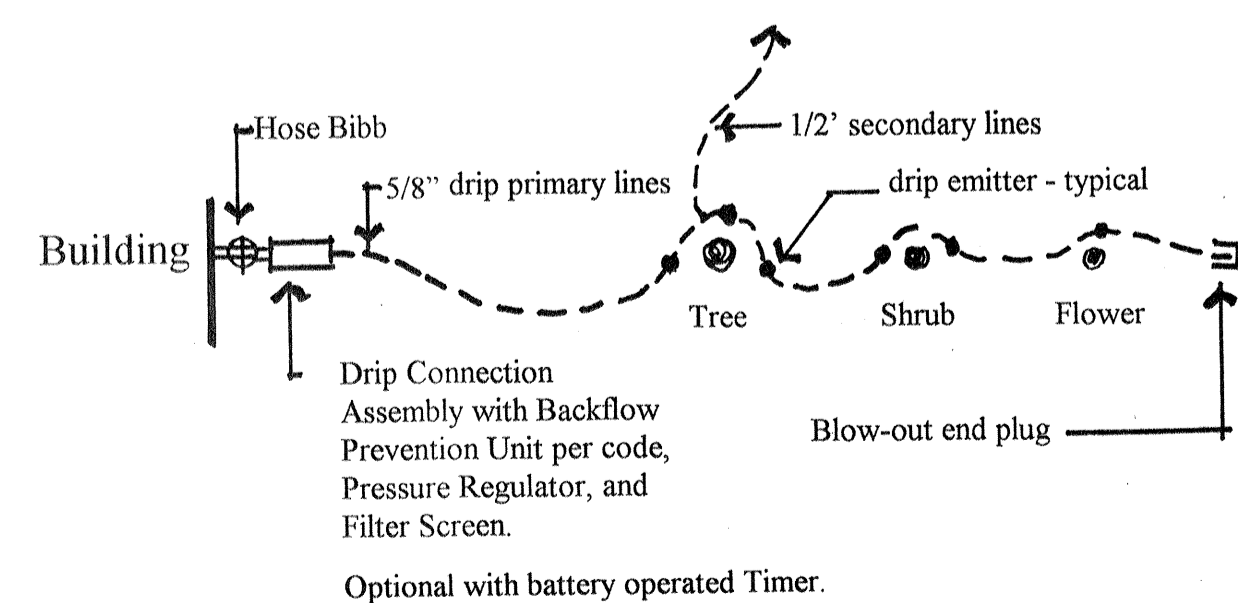 Hose Bibb
1/2’ secondary lines
5/8” drip primary lines
drip emitter - typical
Building
Tree
Shrub
Flower
Drip Connection
Assembly with Backflow
Prevention Unit per code,
Pressure Regulator, and
Filter Screen.
Blow-out end plug
Optional with battery operated Timer.